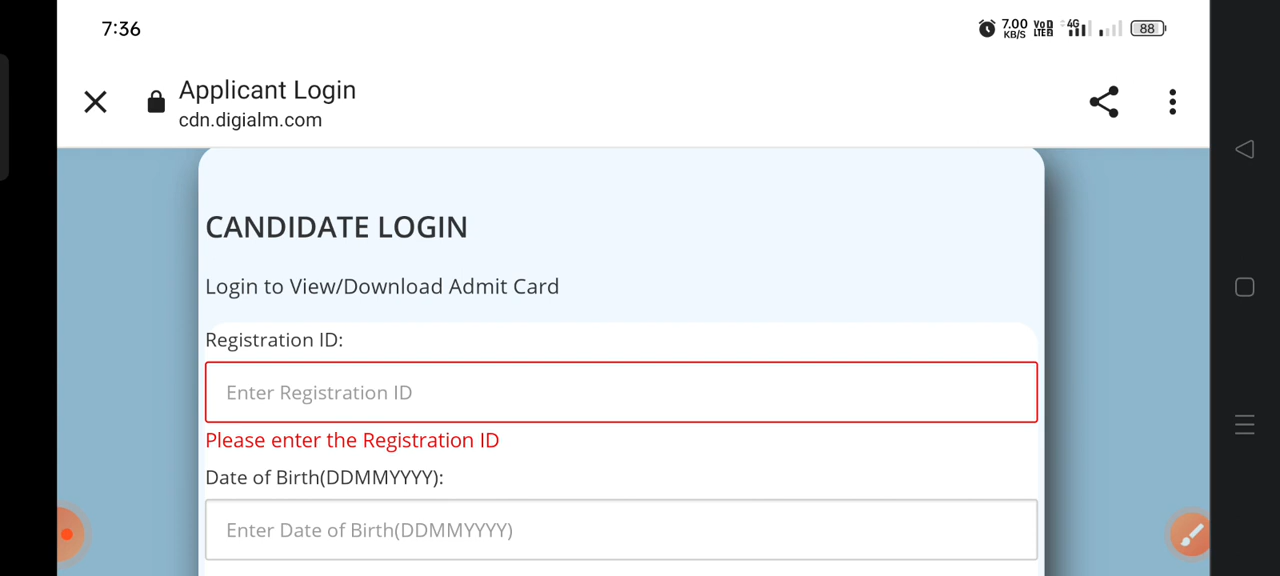 7:36
7.00 KB/S VoD LTE2 4G 88
Applicant Login
cdn.digialm.com
CANDIDATE LOGIN
Login to View/Download Admit Card
Registration ID:
Enter Registration ID
Please enter the Registration ID
Date of Birth(DDMMYYYY):
Enter Date of Birth(DDMMYYYY)